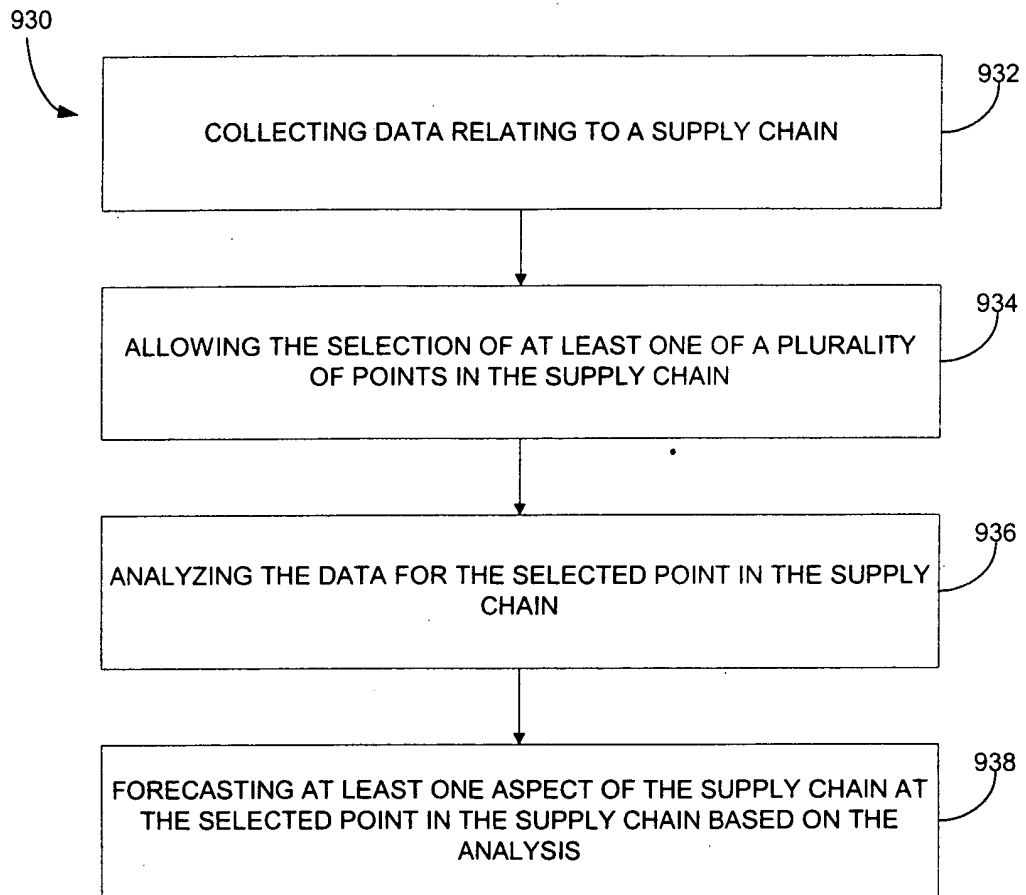 930
932
COLLECTING DATA RELATING TO A SUPPLY CHAIN
934
ALLOWING THE SELECTION OF AT LEAST ONE OF A PLURALITY
OF POINTS IN THE SUPPLY CHAIN
936
ANALYZING THE DATA FOR THE SELECTED POINT IN THE SUPPLY
CHAIN
938
FORECASTING AT LEAST ONE ASPECT OF THE SUPPLY CHAIN AT
THE SELECTED POINT IN THE SUPPLY CHAIN BASED ON THE
ANALYSIS